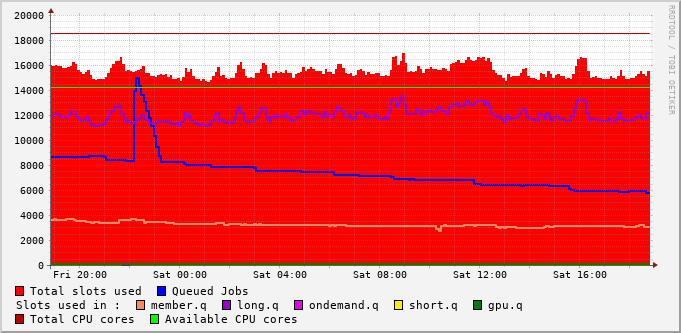 RRDTOOL / TOBI OETIKER
20000
18000
16000
14000
12000
10000
8000
6000
4000
2000
0
Fri 20:00 Sat 00:00 Sat 04:00 Sat 08:00 Sat 12:00 Sat 16:00
Total slots used Queued Jobs
Slots used in : member.q long.q ondemand.q short.q gpu.q
Total CPU cores Available CPU cores